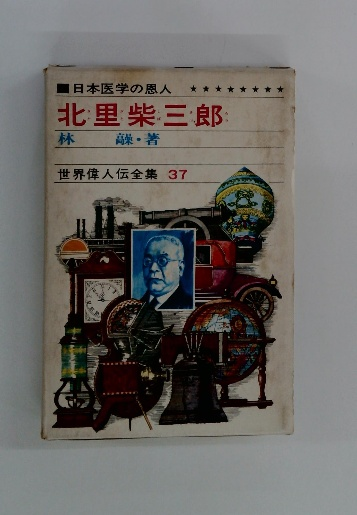 ■日本医学の恩人 ★★★★★★★★
北里柴三郎
林 髞・著
世界偉人伝全集 37